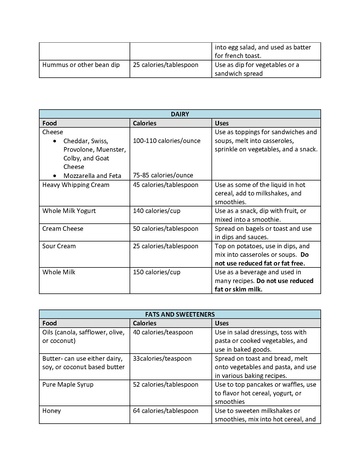 into egg salad, and used as batter
for french toast.
Hummus or other bean dip 25 calories/tablespoon Use as dip for vegetables or a
sandwich spread
DAIRY
Food Calories Uses
Cheese Use as toppings for sandwiches and
• Cheddar, Swiss, 100-110 calories/ounce soups, melt into casseroles,
Provolone, Muenster, sprinkle on vegetables, and a snack.
Colby, and Goat
Cheese
• Mozzarella and Feta 75-85 calories/ounce
Heavy Whipping Cream 45 calories/tablespoon Use as some of the liquid in hot
cereal, add to milkshakes, and
smoothies.
Whole Milk Yogurt 140 calories/cup Use as a snack, dip with fruit, or
mixed into a smoothie.
Cream Cheese 50 calories/tablespoon Spread on bagels or toast and use
in dips and sauces.
Sour Cream 25 calories/tablespoon Top on potatoes, use in dips, and
mix into casseroles or soups. Do
not use reduced fat or fat free.
Whole Milk 150 calories/cup Use as a beverage and used in
many recipes. Do not use reduced
fat or skim milk.
FATS AND SWEETENERS
Food Calories Uses
Oils (canola, safflower, olive, 40 calories/teaspoon Use in salad dressings, toss with
or coconut) pasta or cooked vegetables, and
use in baked goods.
Butter- can use either dairy, 33calories/teaspoon Spread on toast and bread, melt
soy, or coconut based butter onto vegetables and pasta, and use
in various baking recipes.
Pure Maple Syrup 52 calories/tablespoon Use to top pancakes or waffles, use
to flavor hot cereal, yogurt, or
smoothies
Honey 64 calories/tablespoon Use to sweeten milkshakes or
smoothies, mix into hot cereal, and